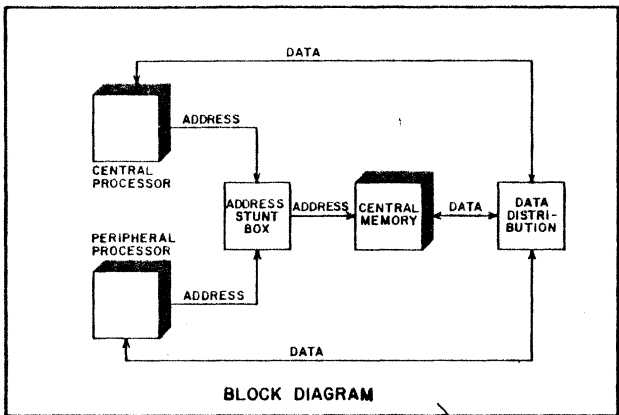 DATA
ADDRESS
CENTRAL
PROCESSOR
ADDRESS
STUNT
BOX
ADDRESS
CENTRAL
MEMORY
DATA
DATA
DISTRI-
BUTION
PERIPHERAL
PROCESSOR
ADDRESS
DATA
BLOCK DIAGRAM